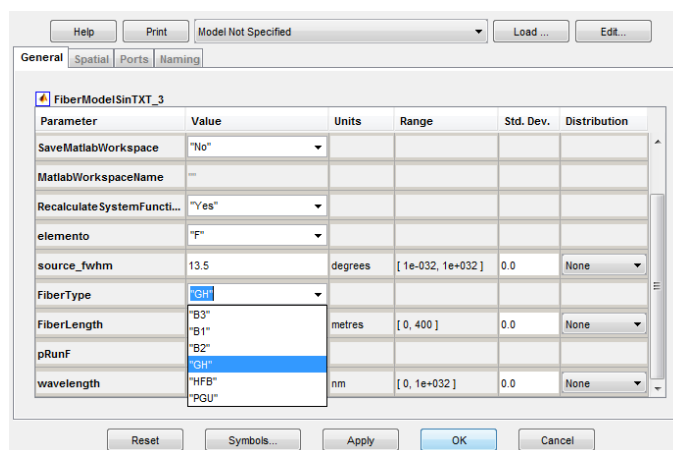 Help Print Model Not Specified Load ... Edit...
General Spatial Ports Naming
FiberModelSinTXT_3
Parameter Value Units Range Std. Dev. Distribution
SaveMatlabWorkspace "No"
MatlabWorkspaceName ""
RecalculateSystemFuncti... "Yes"
elemento "F"
source_fwhm 13.5 degrees [ 1e-032, 1e+032 ] 0.0 None
FiberType "GH"
"B3"
FiberLength "B1" metres [ 0, 400 ] 0.0 None
"B2"
pRunF "GH"
"HFB"
wavelength nm [ 0, 1e+032 ] 0.0 None
"PGU"
Reset Symbols... Apply OK Cancel